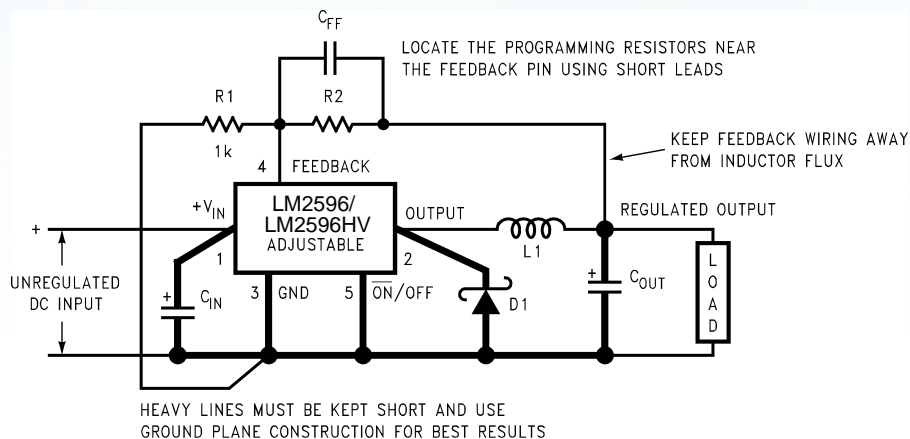 CFF
LOCATE THE PROGRAMMING RESISTORS NEAR
THE FEEDBACK PIN USING SHORT LEADS
R1
R2
1k
KEEP FEEDBACK WIRING AWAY
FROM INDUCTOR FLUX
4 FEEDBACK
+VIN
LM2596/
LM2596HV
ADJUSTABLE
OUTPUT
REGULATED OUTPUT
+
L1
1
2
UNREGULATED
DC INPUT
+
CIN
3 GND
5 ON/OFF
D1
+
COUT
LOAD
HEAVY LINES MUST BE KEPT SHORT AND USE
GROUND PLANE CONSTRUCTION FOR BEST RESULTS